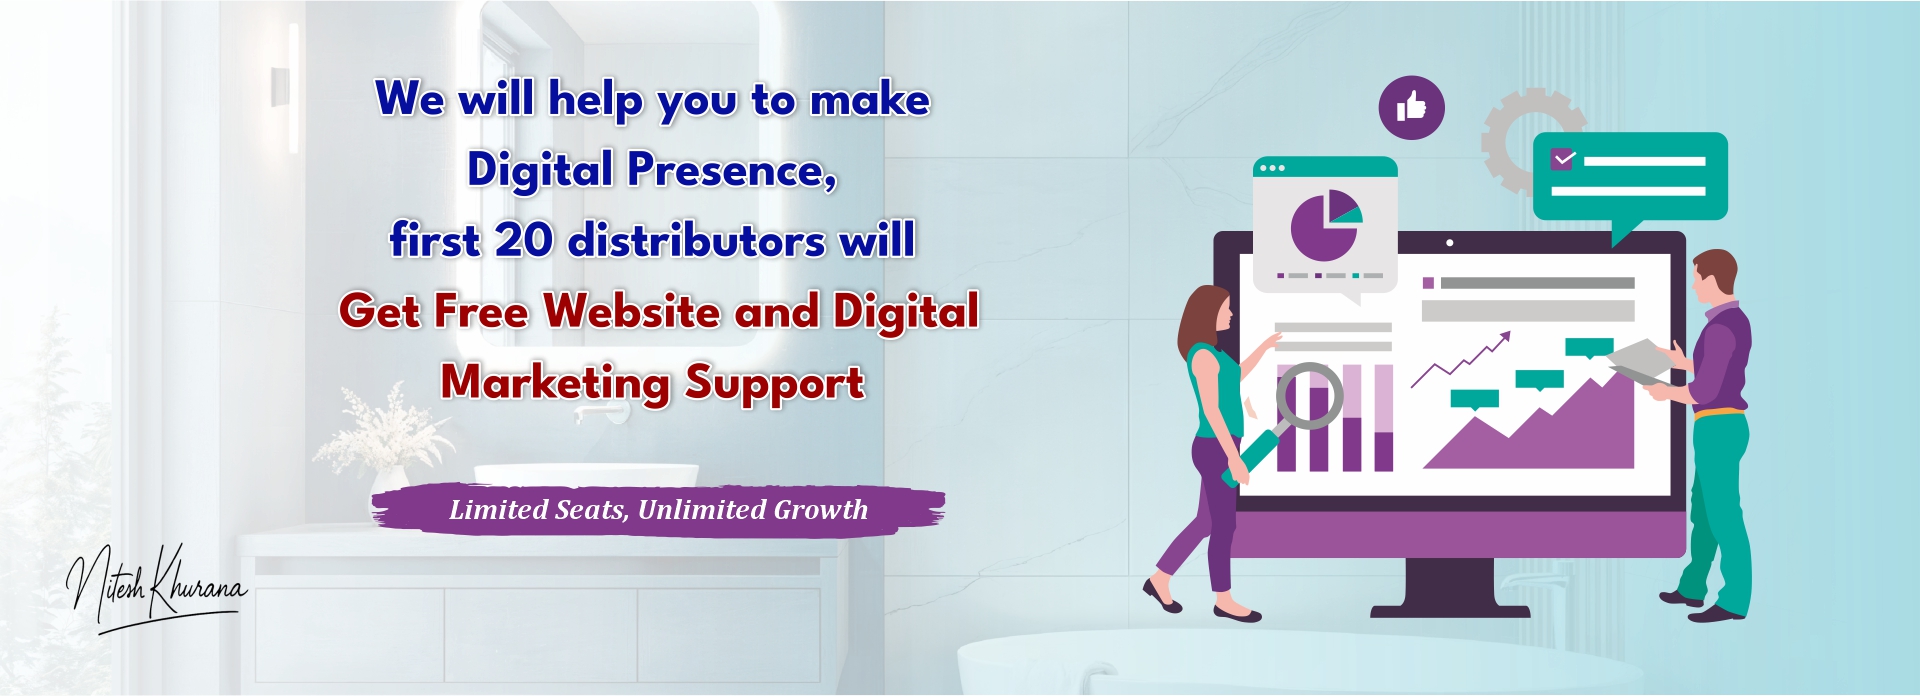 We will help you to make
Digital Presence,
first 20 distributors will
Get Free Website and Digital
Marketing Support
Limited Seats, Unlimited Growth
Nitesh Khurana